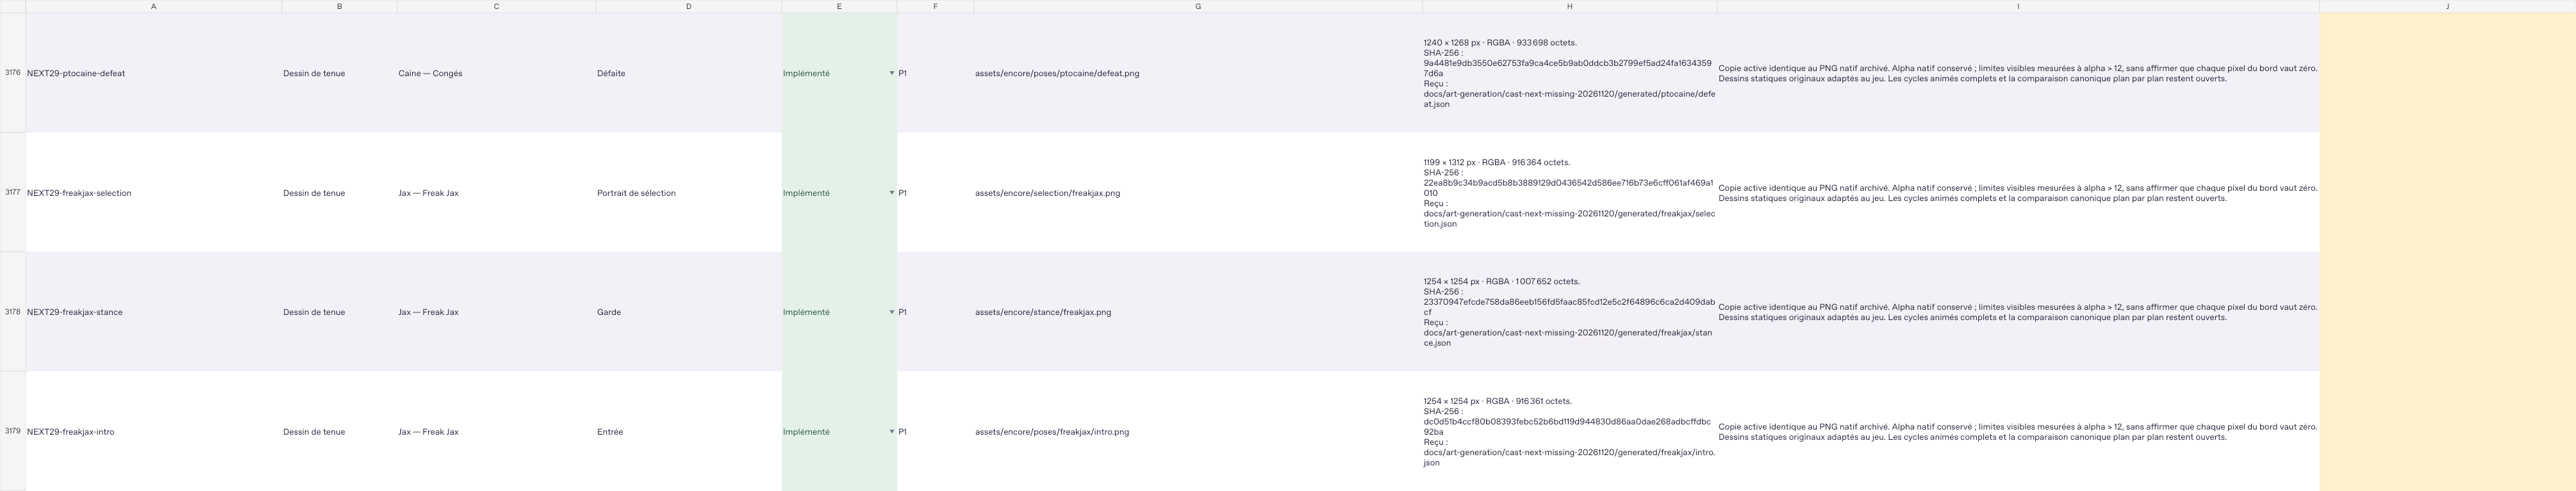 A B C D E F G H I J
3176 NEXT29-ptocaine-defeat Dessin de tenue Caine — Congés Défaite Implémenté P1 assets/encore/poses/ptocaine/defeat.png
1240 × 1268 px · RGBA · 933 698 octets.
SHA-256 :
9a4481e9db3550e62753fa9ca4ce5b9ab0ddcb3b2799ef5ad24fa1634359
7d6a
Reçu :
docs/art-generation/cast-next-missing-20261120/generated/ptocaine/defe
at.json
Copie active identique au PNG natif archivé. Alpha natif conservé ; limites visibles mesurées à alpha > 12, sans affirmer que chaque pixel du bord vaut zéro.
Dessins statiques originaux adaptés au jeu. Les cycles animés complets et la comparaison canonique plan par plan restent ouverts.
3177 NEXT29-freakjax-selection Dessin de tenue Jax — Freak Jax Portrait de sélection Implémenté P1 assets/encore/selection/freakjax.png
1199 × 1312 px · RGBA · 916 364 octets.
SHA-256 :
22ea8b9c34b9acd5b8b3889129d0436542d586ee716b73e6cff061af469a1
010
Reçu :
docs/art-generation/cast-next-missing-20261120/generated/freakjax/selec
tion.json
Copie active identique au PNG natif archivé. Alpha natif conservé ; limites visibles mesurées à alpha > 12, sans affirmer que chaque pixel du bord vaut zéro.
Dessins statiques originaux adaptés au jeu. Les cycles animés complets et la comparaison canonique plan par plan restent ouverts.
3178 NEXT29-freakjax-stance Dessin de tenue Jax — Freak Jax Garde Implémenté P1 assets/encore/stance/freakjax.png
1254 × 1254 px · RGBA · 1 007 652 octets.
SHA-256 :
23370947efcde758da86eeb156fd5faac85fcd12e5c2f64896c6ca2d409dab
cf
Reçu :
docs/art-generation/cast-next-missing-20261120/generated/freakjax/stan
ce.json
Copie active identique au PNG natif archivé. Alpha natif conservé ; limites visibles mesurées à alpha > 12, sans affirmer que chaque pixel du bord vaut zéro.
Dessins statiques originaux adaptés au jeu. Les cycles animés complets et la comparaison canonique plan par plan restent ouverts.
3179 NEXT29-freakjax-intro Dessin de tenue Jax — Freak Jax Entrée Implémenté P1 assets/encore/poses/freakjax/intro.png
1254 × 1254 px · RGBA · 916 361 octets.
SHA-256 :
dc0d51b4ccf80b08393febc52b6bd119d944830d86aa0dae268adbcffdbc
92ba
Reçu :
docs/art-generation/cast-next-missing-20261120/generated/freakjax/intro.
json
Copie active identique au PNG natif archivé. Alpha natif conservé ; limites visibles mesurées à alpha > 12, sans affirmer que chaque pixel du bord vaut zéro.
Dessins statiques originaux adaptés au jeu. Les cycles animés complets et la comparaison canonique plan par plan restent ouverts.